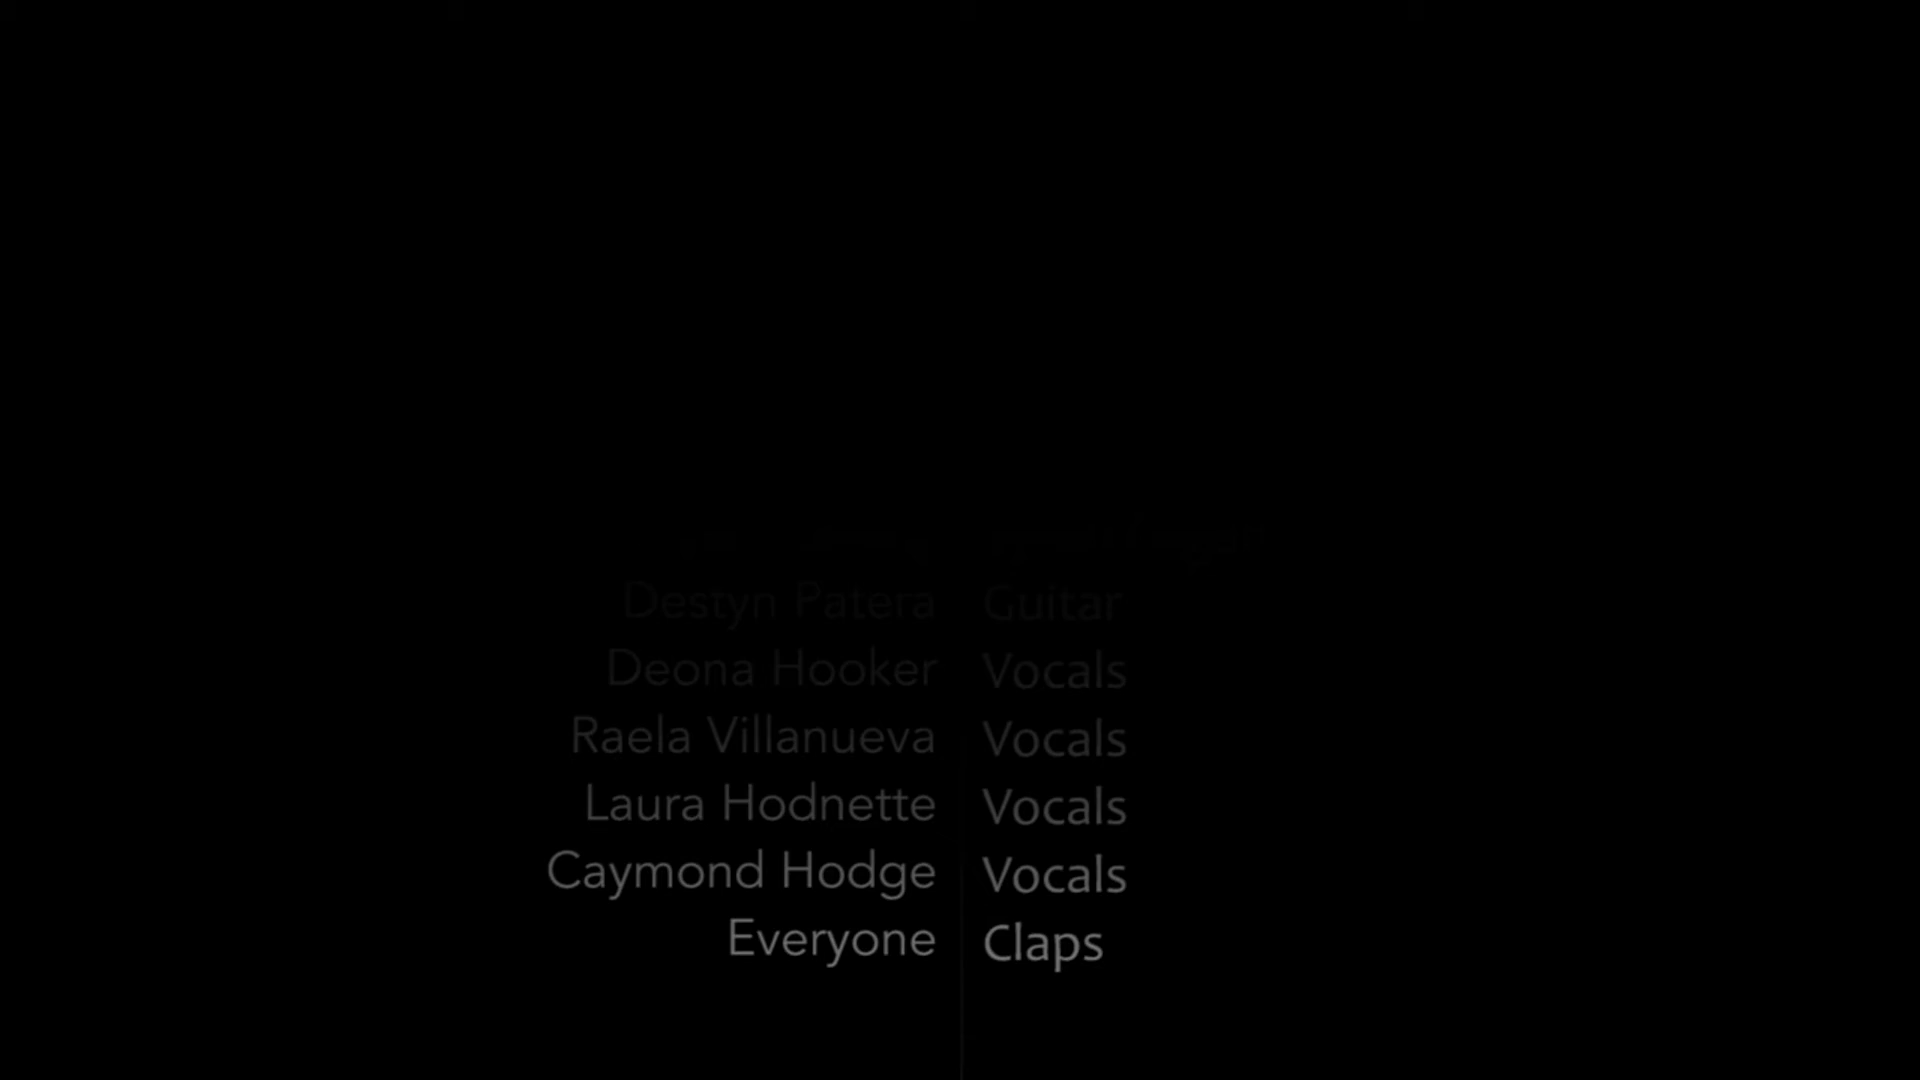 Destyn Patera Guitar
Deona Hooker Vocals
Raela Villanueva Vocals
Laura Hodnette Vocals
Caymond Hodge Vocals
Everyone Claps